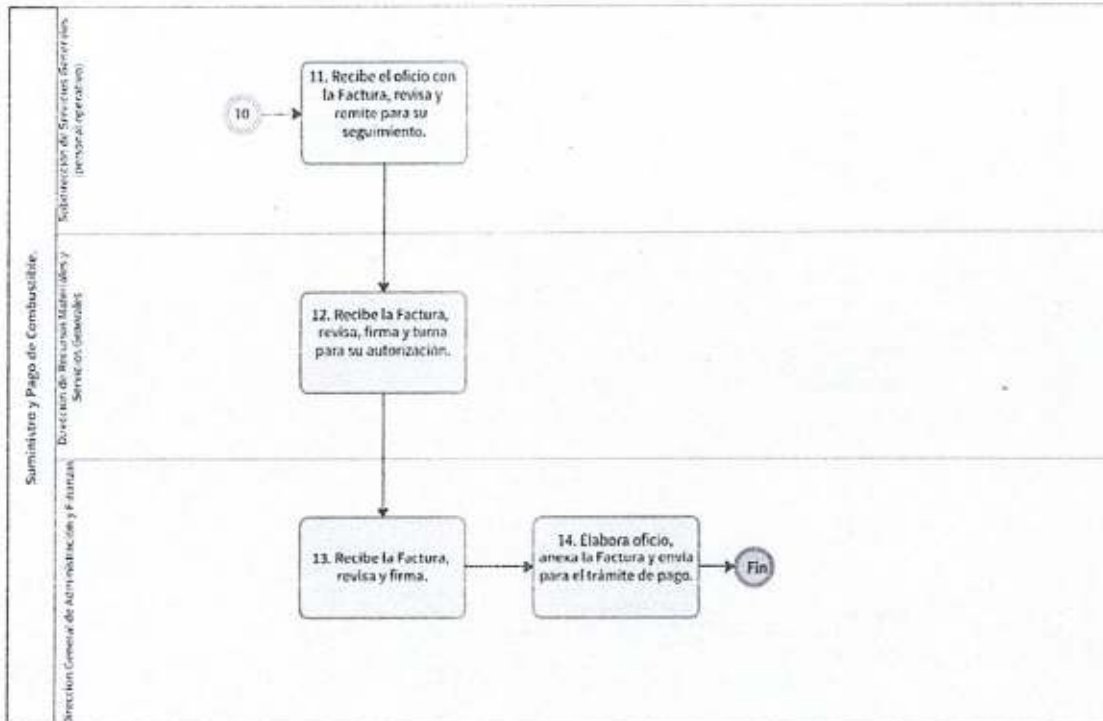 Suministro y Pago de Combustible.
Subdirección de Servicios Generales
(personal operativo)
10
11. Recibe el oficio con
la Factura, revisa y
remite para su
seguimiento.
Dirección de Recursos Materiales y
Servicios Generales
12. Recibe la Factura,
revisa, firma y turna
para su autorización.
Dirección General de Administración y Finanzas
13. Recibe la Factura,
revisa y firma.
14. Elabora oficio,
anexa la Factura y envía
para el trámite de pago.
Fin